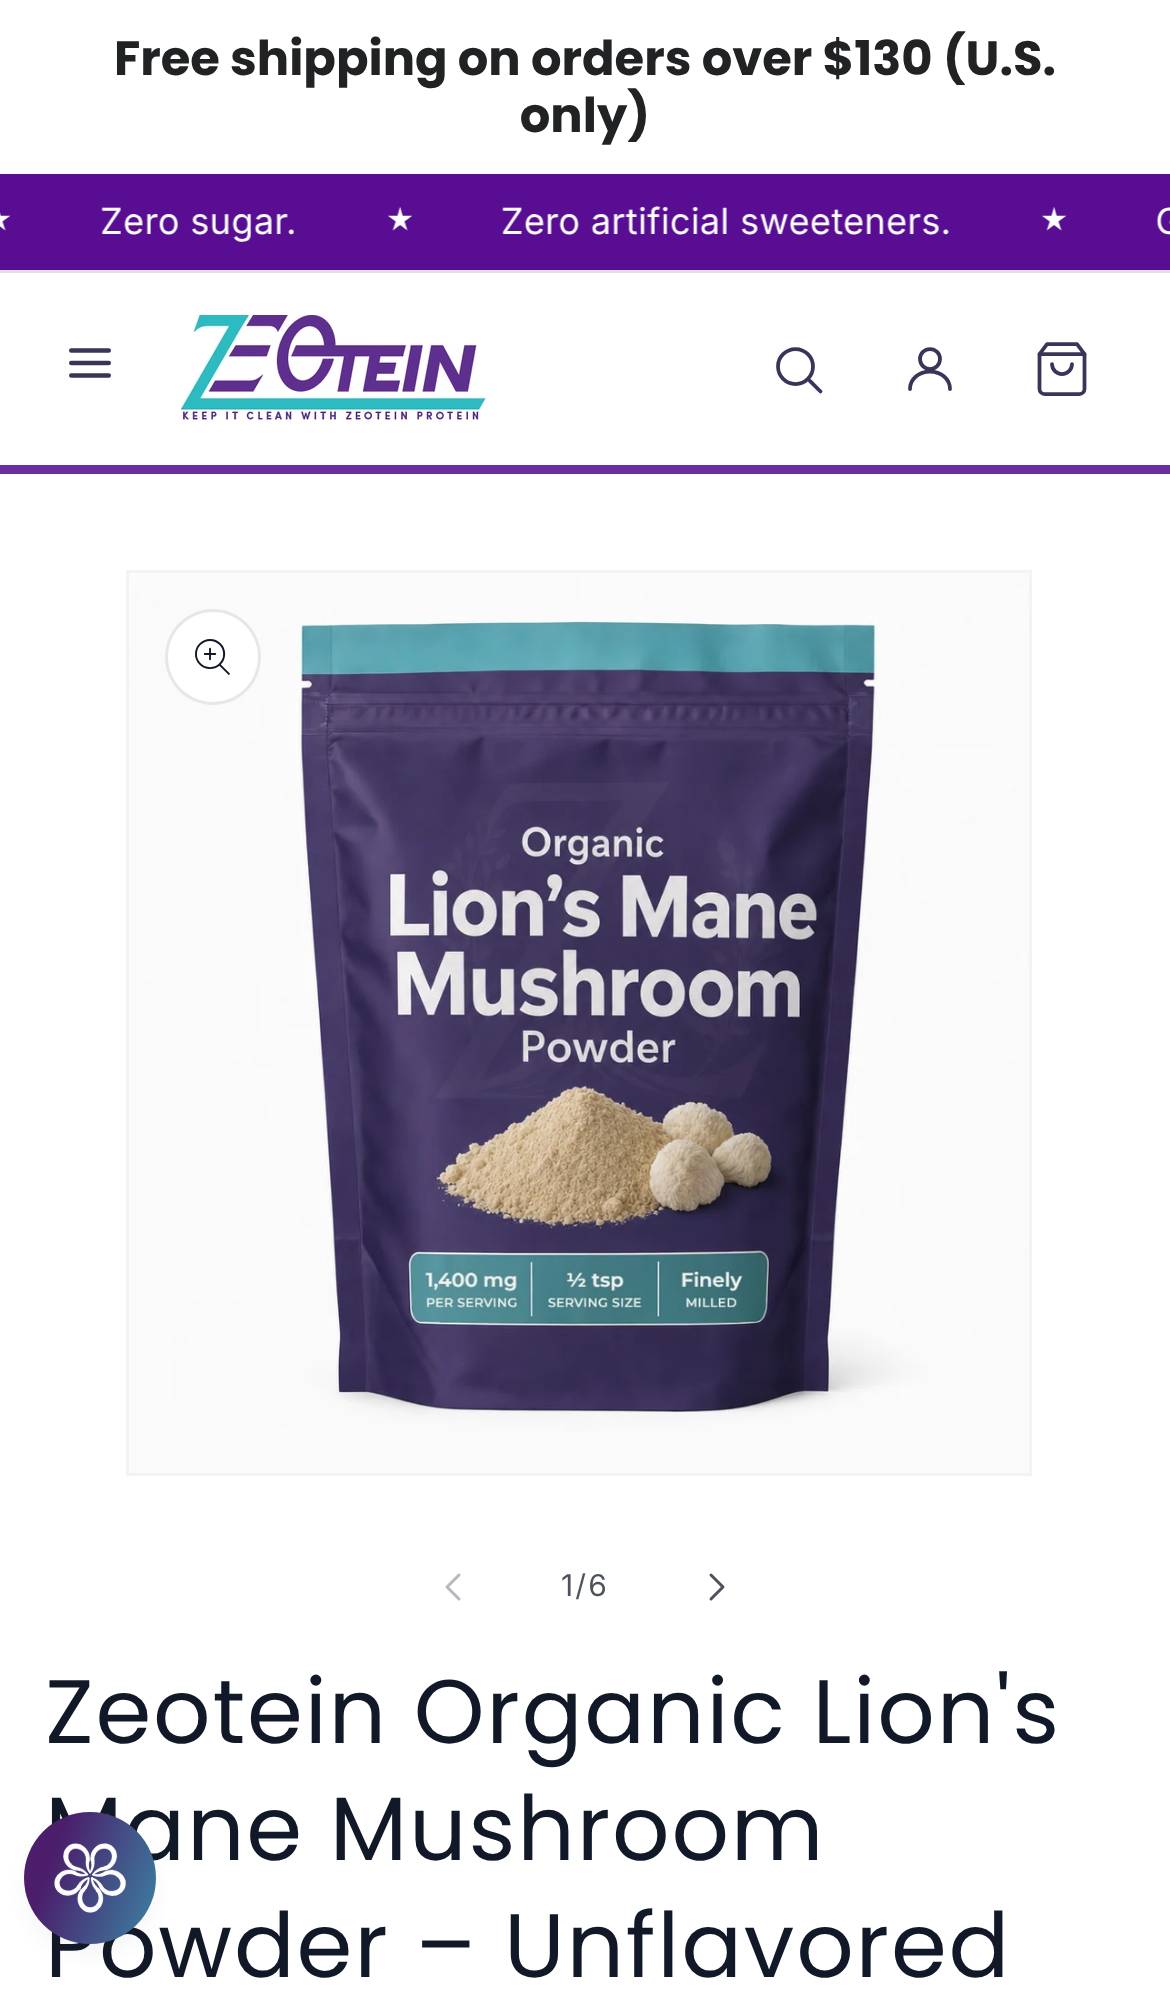 Free shipping on orders over $130 (U.S.
only)
★ Zero sugar. ★ Zero artificial sweeteners. ★
ZEOTEIN
KEEP IT CLEAN WITH ZEOTEIN PROTEIN
Organic
Lion’s Mane
Mushroom
Powder
1,400 mg ½ tsp Finely
PER SERVING SERVING SIZE MILLED
1/6
Zeotein Organic Lion's
Mane Mushroom
Powder – Unflavored